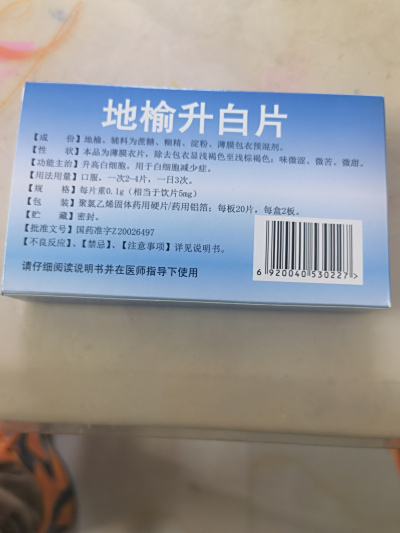 地榆升白片
【成　份】地榆，辅料为蔗糖、糊精、淀粉、薄膜包衣预混剂。
【性　状】本品为薄膜衣片，除去包衣显浅褐色至浅棕褐色；味微涩、微苦、微甜。
【功能主治】升高白细胞。用于白细胞减少症。
【用法用量】口服，一次2~4片，一日3次。
【规　格】每片重0.1g（相当于饮片5mg）
【包　装】聚氯乙烯固体药用硬片/药用铝箔；每板20片，每盒2板。
【贮　藏】密封。
【批准文号】国药准字Z20026497
【不良反应】、【禁忌】、【注意事项】详见说明书。
请仔细阅读说明书并在医师指导下使用
6 920040 530227 >